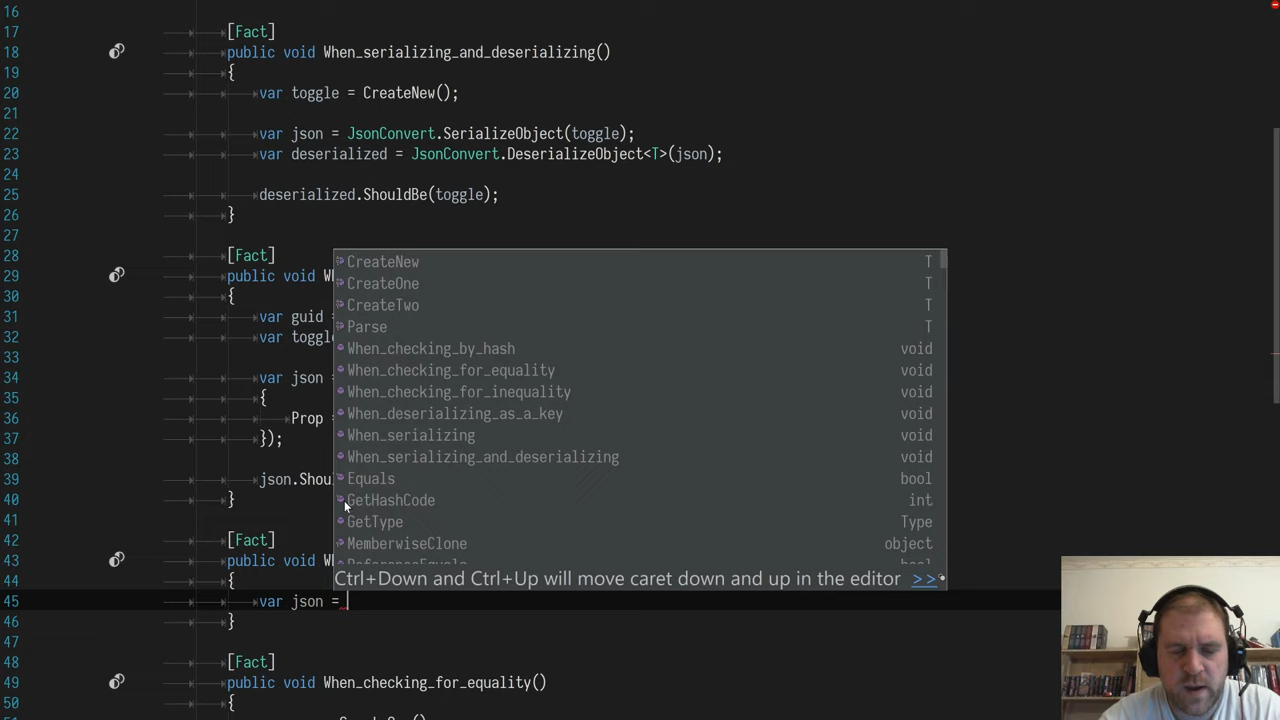 16
17 [Fact]
18 public void When_serializing_and_deserializing()
19 {
20 var toggle = CreateNew();
21
22 var json = JsonConvert.SerializeObject(toggle);
23 var deserialized = JsonConvert.DeserializeObject<T>(json);
24
25 deserialized.ShouldBe(toggle);
26 }
27
28 [Fact]
29 public void W
30 {
31 var guid =
32 var toggl
33
34 var json =
35 {
36 Prop =
37 });
38
39 json.Shou
40 }
41
42 [Fact]
43 public void W
44 {
45 var json =
46 }
47
48 [Fact]
49 public void When_checking_for_equality()
50 {
51
CreateNew T
CreateOne T
CreateTwo T
Parse T
When_checking_by_hash void
When_checking_for_equality void
When_checking_for_inequality void
When_deserializing_as_a_key void
When_serializing void
When_serializing_and_deserializing void
Equals bool
GetHashCode int
GetType Type
MemberwiseClone object
Ctrl+Down and Ctrl+Up will move caret down and up in the editor >>